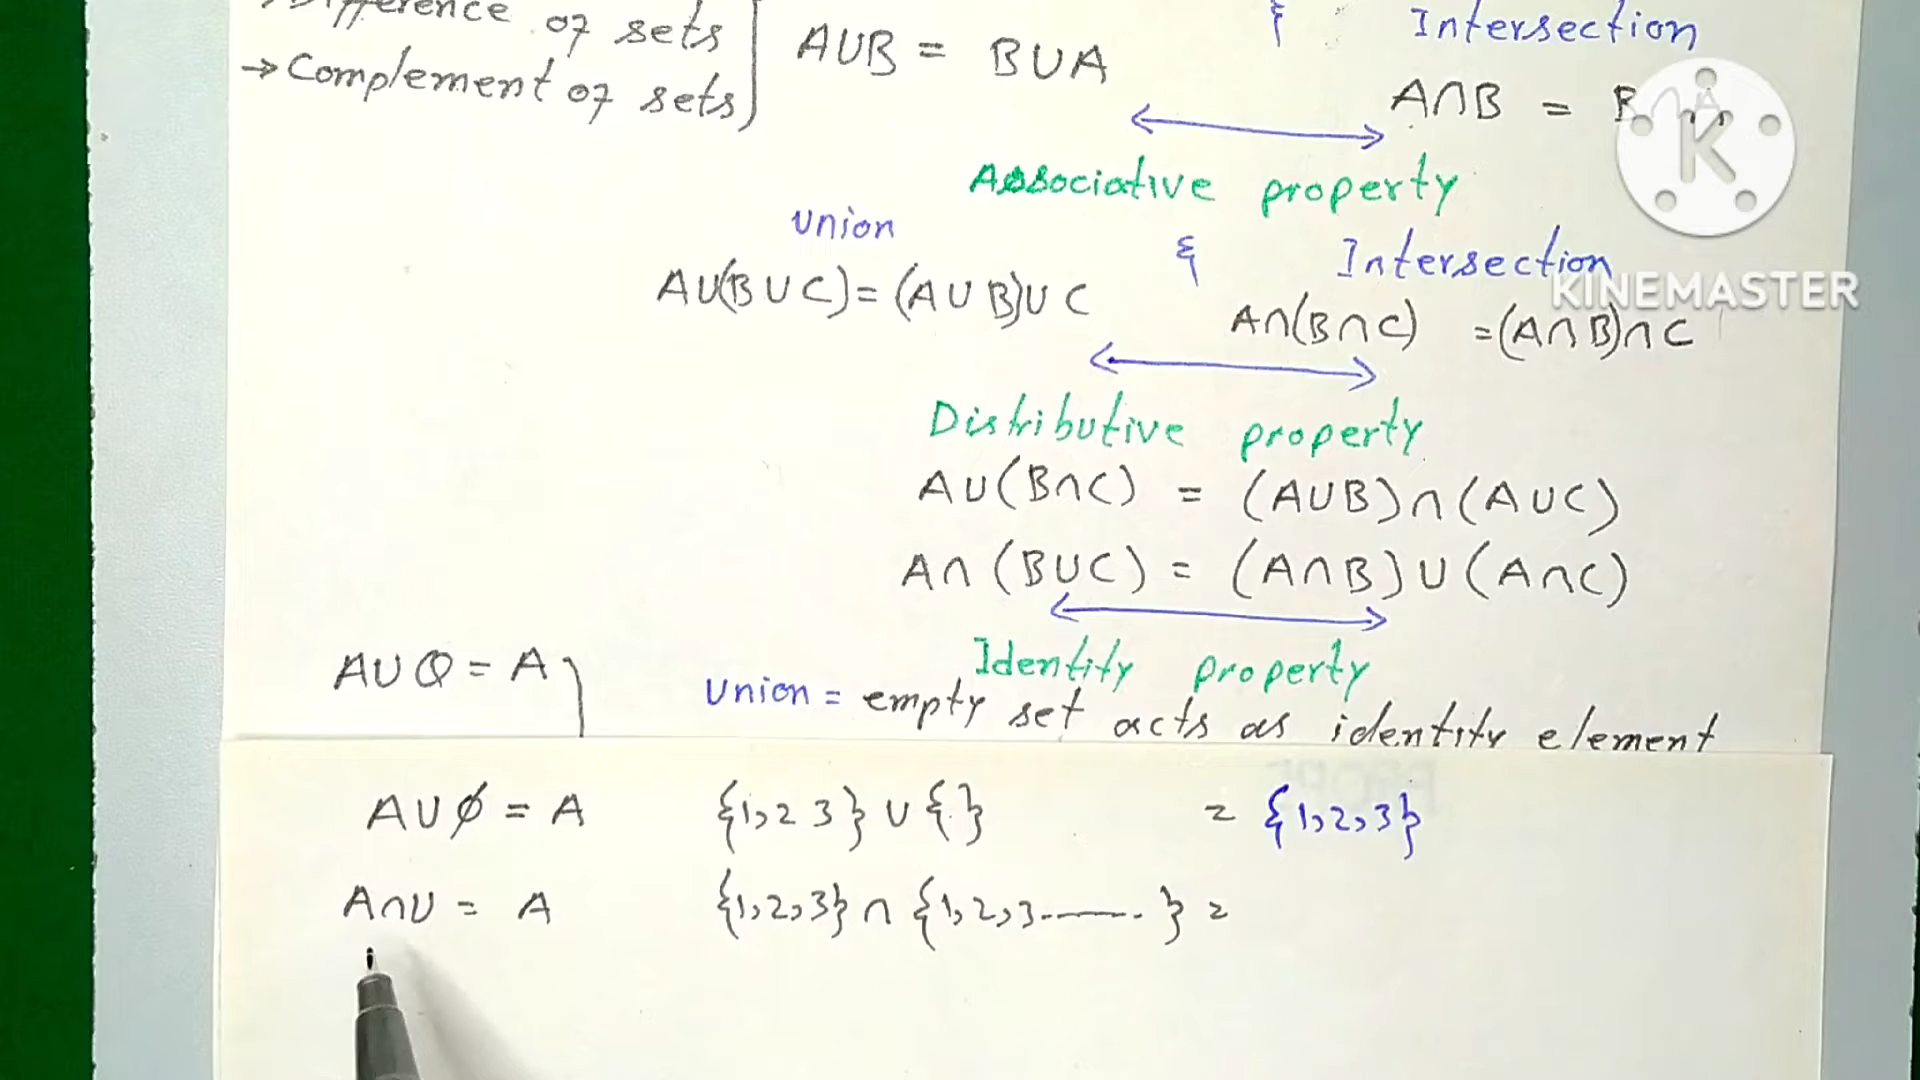 Difference of sets
→ Complement of sets
A∪B = B∪A
& Intersection
A∩B = B∩A
Associative property
union & Intersection
A∪(B∪C)=(A∪B)∪C
A∩(B∩C) =(A∩B)∩C
KINEMASTER
Distributive property
A∪(B∩C) = (A∪B)∩(A∪C)
A∩(B∪C) = (A∩B)∪(A∩C)
Identity property
A∪Ø = A
union = empty set acts as identity element
A∪ø = A {1,2 3}∪{} = {1,2,3}
A∩U = A {1,2,3}∩{1,2,3-----.} =